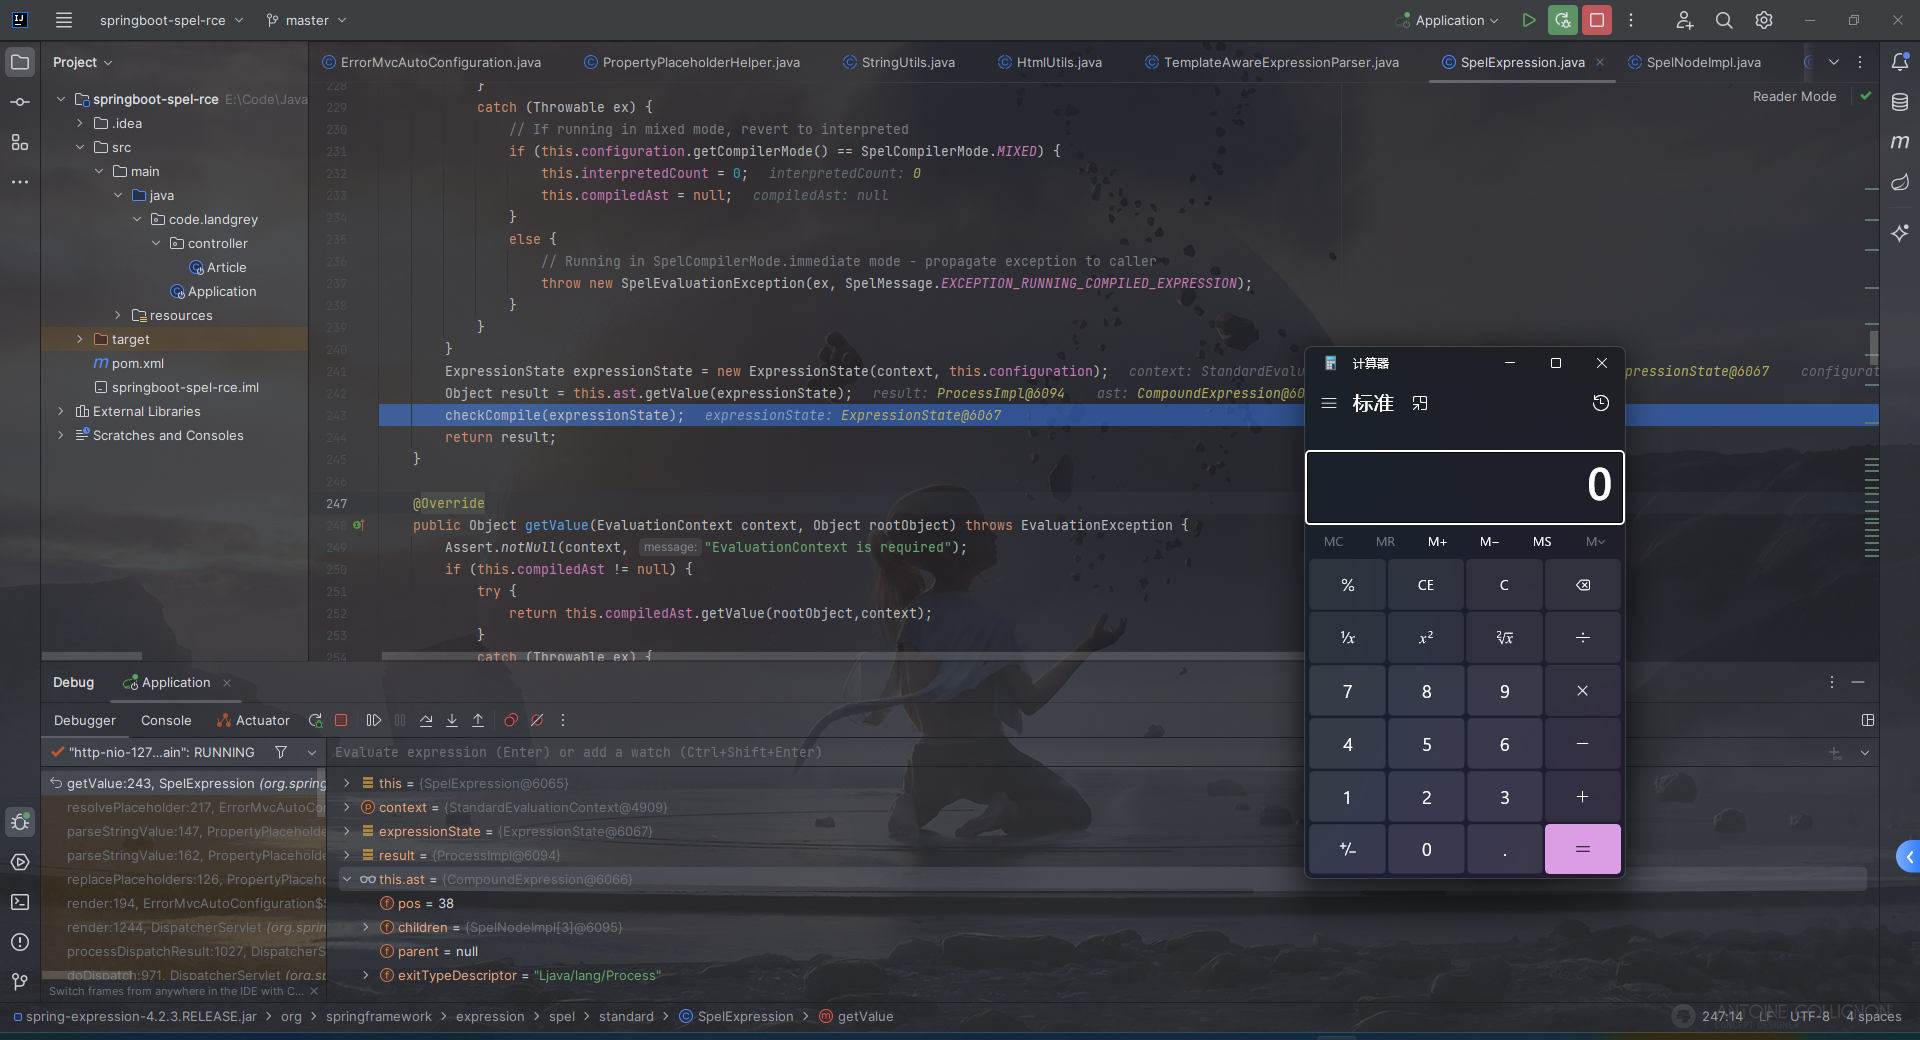 springboot-spel-rce master Application
Project
ErrorMvcAutoConfiguration.java PropertyPlaceholderHelper.java StringUtils.java HtmlUtils.java TemplateAwareExpressionParser.java SpelExpression.java SpelNodeImpl.java
Reader Mode
springboot-spel-rce E:\Code\Java
.idea
src
main
java
code.landgrey
controller
Article
Application
resources
target
pom.xml
springboot-spel-rce.iml
External Libraries
Scratches and Consoles
228 }
229 catch (Throwable ex) {
230 // If running in mixed mode, revert to interpreted
231 if (this.configuration.getCompilerMode() == SpelCompilerMode.MIXED) {
232 this.interpretedCount = 0; interpretedCount: 0
233 this.compiledAst = null; compiledAst: null
234 }
235 else {
236 // Running in SpelCompilerMode.immediate mode - propagate exception to caller
237 throw new SpelEvaluationException(ex, SpelMessage.EXCEPTION_RUNNING_COMPILED_EXPRESSION);
238 }
239 }
240 }
241 ExpressionState expressionState = new ExpressionState(context, this.configuration); context: StandardEvalu pressionState@6067 configurat
242 Object result = this.ast.getValue(expressionState); result: ProcessImpl@6094 ast: CompoundExpression@60
243 checkCompile(expressionState); expressionState: ExpressionState@6067
244 return result;
245 }
246
247 @Override
248 public Object getValue(EvaluationContext context, Object rootObject) throws EvaluationException {
249 Assert.notNull(context, message: "EvaluationContext is required");
250 if (this.compiledAst != null) {
251 try {
252 return this.compiledAst.getValue(rootObject,context);
253 }
254 catch (Throwable ex) {
计算器
标准
0
MC MR M+ M− MS M
% CE C
¹/x x² ²√x ÷
7 8 9 ×
4 5 6 −
1 2 3 +
+/− 0 . =
Debug Application
Debugger Console Actuator
"http-nio-127...ain": RUNNING
Evaluate expression (Enter) or add a watch (Ctrl+Shift+Enter)
getValue:243, SpelExpression (org.spring
resolvePlaceholder:217, ErrorMvcAutoCo
parseStringValue:147, PropertyPlaceholde
parseStringValue:162, PropertyPlaceholde
replacePlaceholders:126, PropertyPlaceho
render:194, ErrorMvcAutoConfiguration$S
render:1244, DispatcherServlet (org.sprin
processDispatchResult:1027, DispatcherS
doDispatch:971, DispatcherServlet (org.s
Switch frames from anywhere in the IDE with C...
this = {SpelExpression@6065}
context = {StandardEvaluationContext@4909}
expressionState = {ExpressionState@6067}
result = {ProcessImpl@6094}
this.ast = {CompoundExpression@6066}
pos = 38
children = {SpelNodeImpl[3]@6095}
parent = null
exitTypeDescriptor = "Ljava/lang/Process"
spring-expression-4.2.3.RELEASE.jar org springframework expression spel standard SpelExpression getValue
ANTOINE COLLIGNON
247:14 LF UTF-8 4 spaces